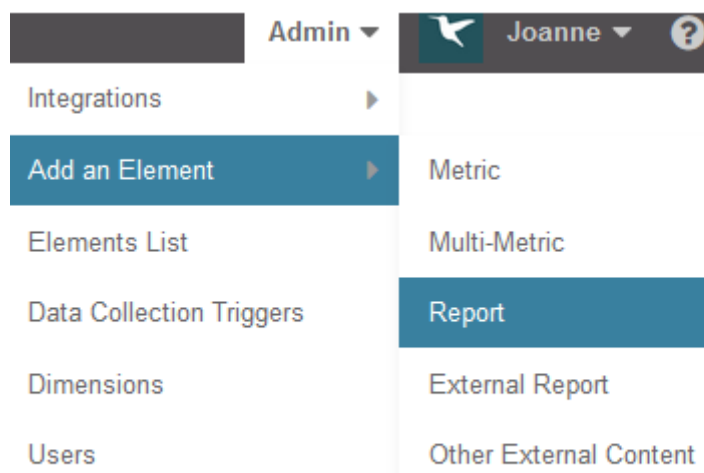 Admin
Joanne
?
Integrations
Add an Element
Metric
Elements List
Multi-Metric
Data Collection Triggers
Report
Dimensions
External Report
Users
Other External Content